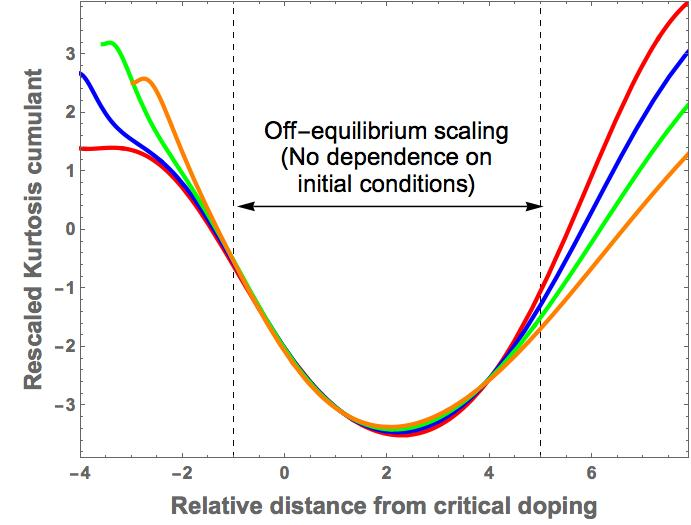 3
2
1
0
−1
−2
−3
Rescaled Kurtosis cumulant
Off−equilibrium scaling
(No dependence on
initial conditions)
−4
−2
0
2
4
6
Relative distance from critical doping